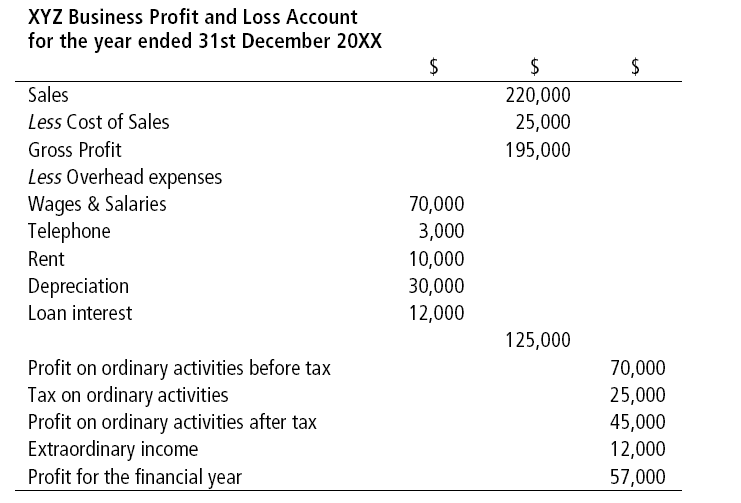 XYZ Business Profit and Loss Account
for the year ended 31st December 20XX
$ $ $
Sales 220,000
Less Cost of Sales 25,000
Gross Profit 195,000
Less Overhead expenses
Wages & Salaries 70,000
Telephone 3,000
Rent 10,000
Depreciation 30,000
Loan interest 12,000
125,000
Profit on ordinary activities before tax 70,000
Tax on ordinary activities 25,000
Profit on ordinary activities after tax 45,000
Extraordinary income 12,000
Profit for the financial year 57,000